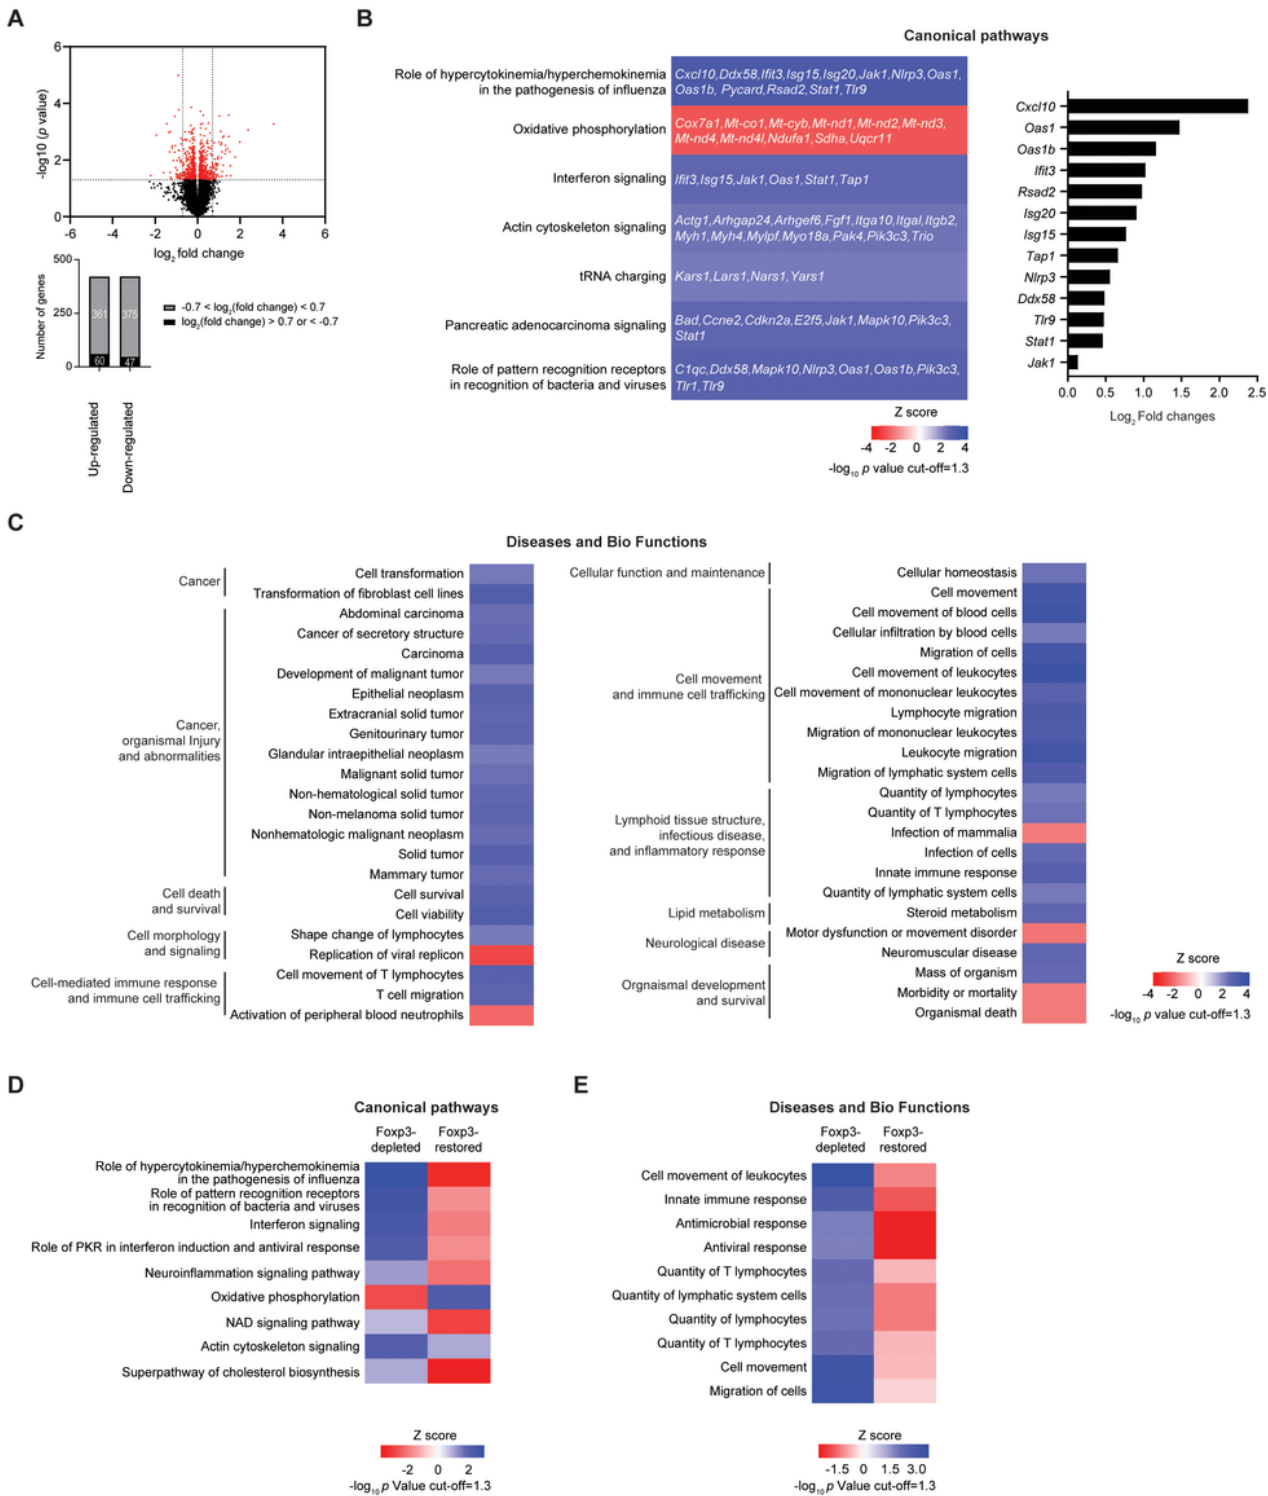 A
6
4
2
0
-log10 (p value)
-6
-4
-2
0
2
4
6
log2 fold change
500
250
0
Number of genes
361
375
60
47
Up-regulated
Down-regulated
-0.7 < log2(fold change) < 0.7
log2(fold change) > 0.7 or < -0.7
B
Canonical pathways
Role of hypercytokinemia/hyperchemokinemia
in the pathogenesis of influenza
Cxcl10,Ddx58,Ifit3,Isg15,Isg20,Jak1,Nlrp3,Oas1,
Oas1b, Pycard,Rsad2,Stat1,Tlr9
Oxidative phosphorylation
Cox7a1,Mt-co1,Mt-cyb,Mt-nd1,Mt-nd2,Mt-nd3,
Mt-nd4,Mt-nd4l,Ndufa1,Sdha,Uqcr11
Interferon signaling
Ifit3,Isg15,Jak1,Oas1,Stat1,Tap1
Actin cytoskeleton signaling
Actg1,Arhgap24,Arhgef6,Fgf1,Itga10,Itgal,Itgb2,
Myh1,Myh4,Mylpf,Myo18a,Pak4,Pik3c3,Trio
tRNA charging
Kars1,Lars1,Nars1,Yars1
Pancreatic adenocarcinoma signaling
Bad,Ccne2,Cdkn2a,E2f5,Jak1,Mapk10,Pik3c3,
Stat1
Role of pattern recognition receptors
in recognition of bacteria and viruses
C1qc,Ddx58,Mapk10,Nlrp3,Oas1,Oas1b,Pik3c3,
Tlr1,Tlr9
Z score
-4 -2 0 2 4
-log10 p value cut-off=1.3
Cxcl10
Oas1
Oas1b
Ifit3
Rsad2
Isg20
Isg15
Tap1
Nlrp3
Ddx58
Tlr9
Stat1
Jak1
0.0 0.5 1.0 1.5 2.0 2.5
Log2 Fold changes
C
Diseases and Bio Functions
Cancer
Cell transformation
Transformation of fibroblast cell lines
Cancer,
organismal Injury
and abnormalities
Abdominal carcinoma
Cancer of secretory structure
Carcinoma
Development of malignant tumor
Epithelial neoplasm
Extracranial solid tumor
Genitourinary tumor
Glandular intraepithelial neoplasm
Malignant solid tumor
Non-hematological solid tumor
Non-melanoma solid tumor
Nonhematologic malignant neoplasm
Solid tumor
Mammary tumor
Cell death
and survival
Cell survival
Cell viability
Cell morphology
and signaling
Shape change of lymphocytes
Replication of viral replicon
Cell-mediated immune response
and immune cell trafficking
Cell movement of T lymphocytes
T cell migration
Activation of peripheral blood neutrophils
Cellular function and maintenance
Cellular homeostasis
Cell movement
and immune cell trafficking
Cell movement
Cell movement of blood cells
Cellular infiltration by blood cells
Migration of cells
Cell movement of leukocytes
Cell movement of mononuclear leukocytes
Lymphocyte migration
Migration of mononuclear leukocytes
Leukocyte migration
Migration of lymphatic system cells
Lymphoid tissue structure,
infectious disease,
and inflammatory response
Quantity of lymphocytes
Quantity of T lymphocytes
Infection of mammalia
Infection of cells
Innate immune response
Quantity of lymphatic system cells
Lipid metabolism
Steroid metabolism
Neurological disease
Motor dysfunction or movement disorder
Neuromuscular disease
Orgnaismal development
and survival
Mass of organism
Morbidity or mortality
Organismal death
Z score
-4 -2 0 2 4
-log10 p value cut-off=1.3
D
Canonical pathways
Foxp3-
depleted
Foxp3-
restored
Role of hypercytokinemia/hyperchemokinemia
in the pathogenesis of influenza
Role of pattern recognition receptors
in recognition of bacteria and viruses
Interferon signaling
Role of PKR in interferon induction and antiviral response
Neuroinflammation signaling pathway
Oxidative phosphorylation
NAD signaling pathway
Actin cytoskeleton signaling
Superpathway of cholesterol biosynthesis
Z score
-2 0 2
-log10 p Value cut-off=1.3
E
Diseases and Bio Functions
Foxp3-
depleted
Foxp3-
restored
Cell movement of leukocytes
Innate immune response
Antimicrobial response
Antiviral response
Quantity of T lymphocytes
Quantity of lymphatic system cells
Quantity of lymphocytes
Quantity of T lymphocytes
Cell movement
Migration of cells
Z score
-1.5 0 1.5 3.0
-log10 p Value cut-off=1.3